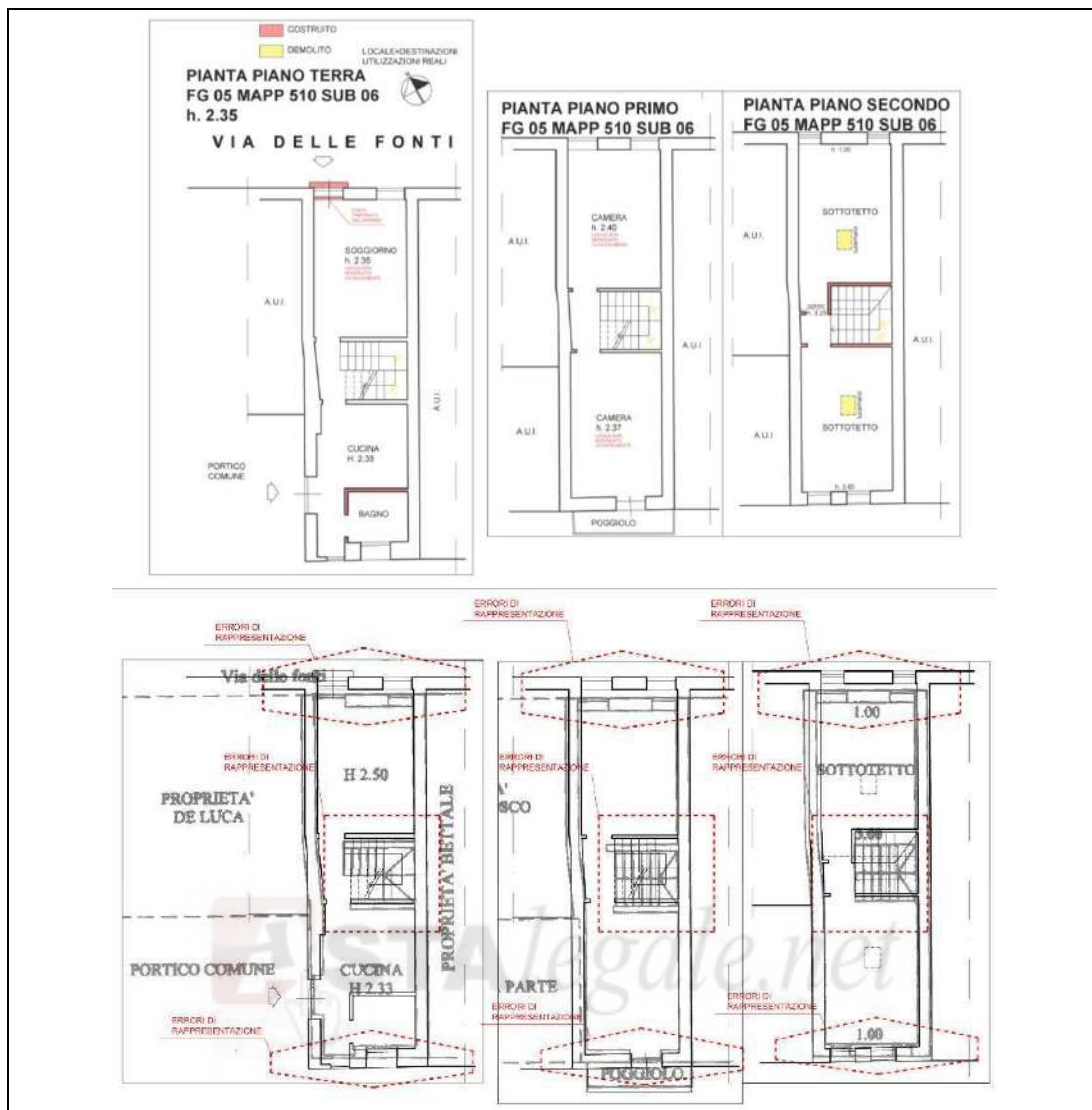 COSTRUITO
DEMOLITO
LOCALE=DESTINAZIONI
UTILIZZAZIONI REALI
PIANTA PIANO TERRA
FG 05 MAPP 510 SUB 06
h. 2.35
VIA DELLE FONTI
SOGGIORNO
h. 2.35
A.U.I.
A.U.I.
CUCINA
H. 2.35
PORTICO
COMUNE
BAGNO
PIANTA PIANO PRIMO
FG 05 MAPP 510 SUB 06
CAMERA
h. 2.40
A.U.I.
A.U.I.
CAMERA
h. 2.37
A.U.I.
POGGIOLO
PIANTA PIANO SECONDO
FG 05 MAPP 510 SUB 06
SOTTOTETTO
A.U.I.
A.U.I.
A.U.I.
SOTTOTETTO
ERRORI DI
RAPPRESENTAZIONE
Via delle fonti
ERRORI DI
RAPPRESENTAZIONE
H 2.50
PROPRIETA'
DE LUCA
PROPRIETA' BETTALE
PORTICO COMUNE
CUCINA
H 2.33
ERRORI DI
RAPPRESENTAZIONE
ERRORI DI
RAPPRESENTAZIONE
ERRORI DI
RAPPRESENTAZIONE
A'
OSCO
PARTE
ERRORI DI
RAPPRESENTAZIONE
POGGIOLO
ERRORI DI
RAPPRESENTAZIONE
1.00
ERRORI DI
RAPPRESENTAZIONE
SOTTOTETTO
3.00
ERRORI DI
RAPPRESENTAZIONE
1.00
ASTAlegale.net